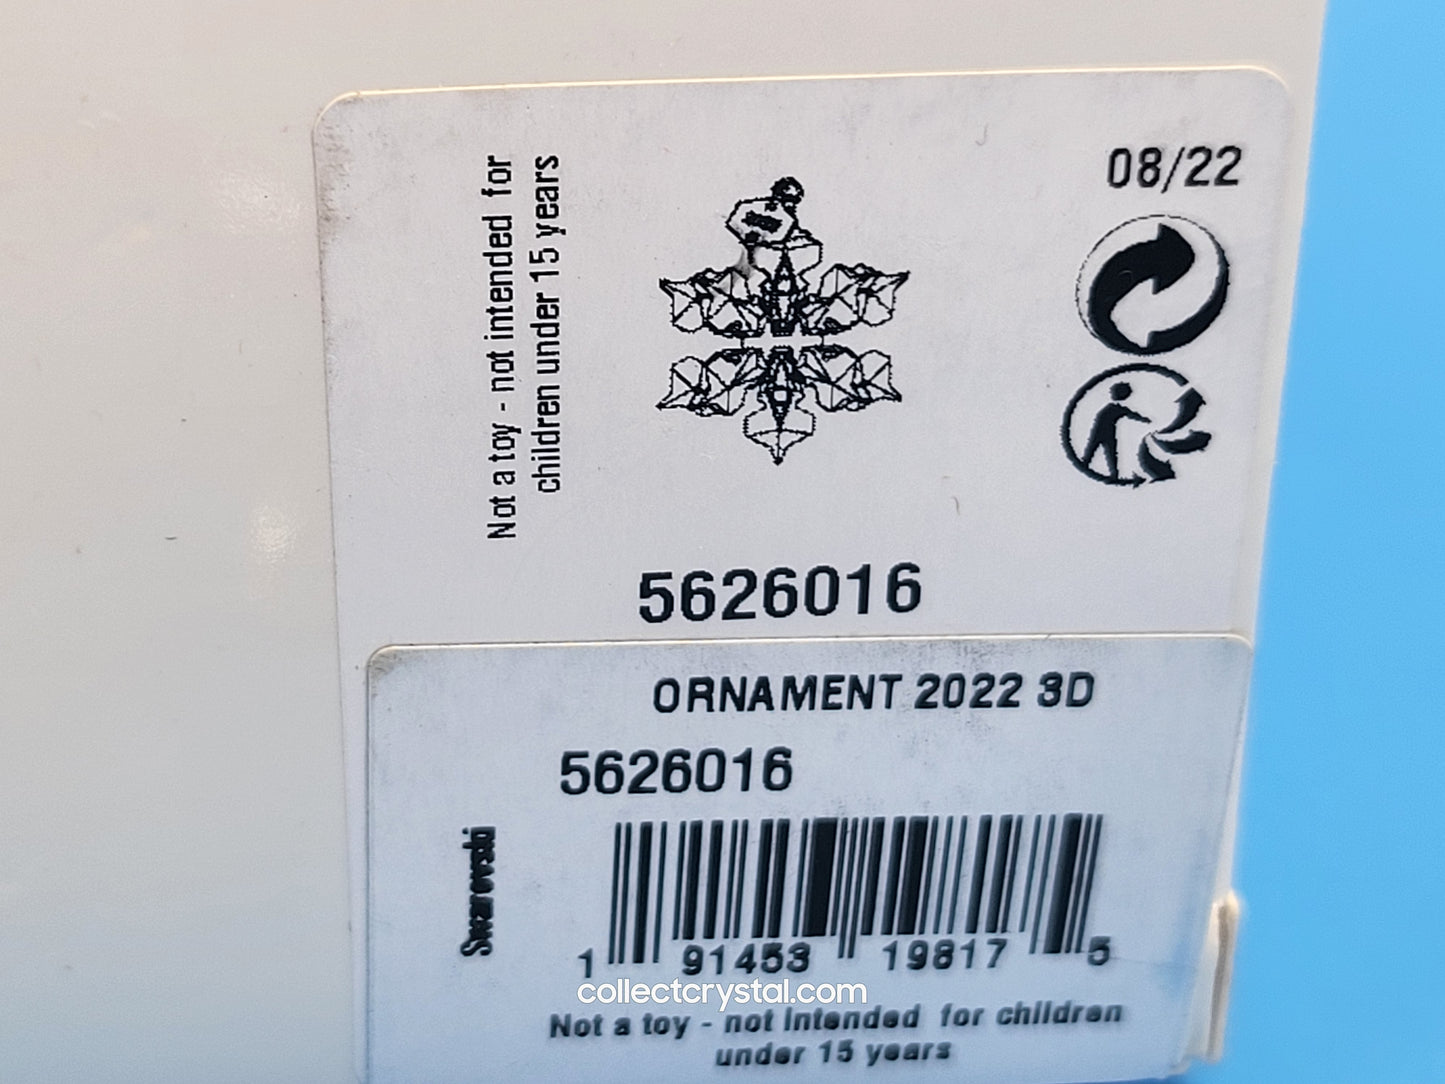 Not a toy - not intended for
children under 15 years
08/22
5626016
ORNAMENT 2022 3D
5626016
Swarovski
1 91453 19817 5
collectcrystal.com
Not a toy - not intended for children
under 15 years